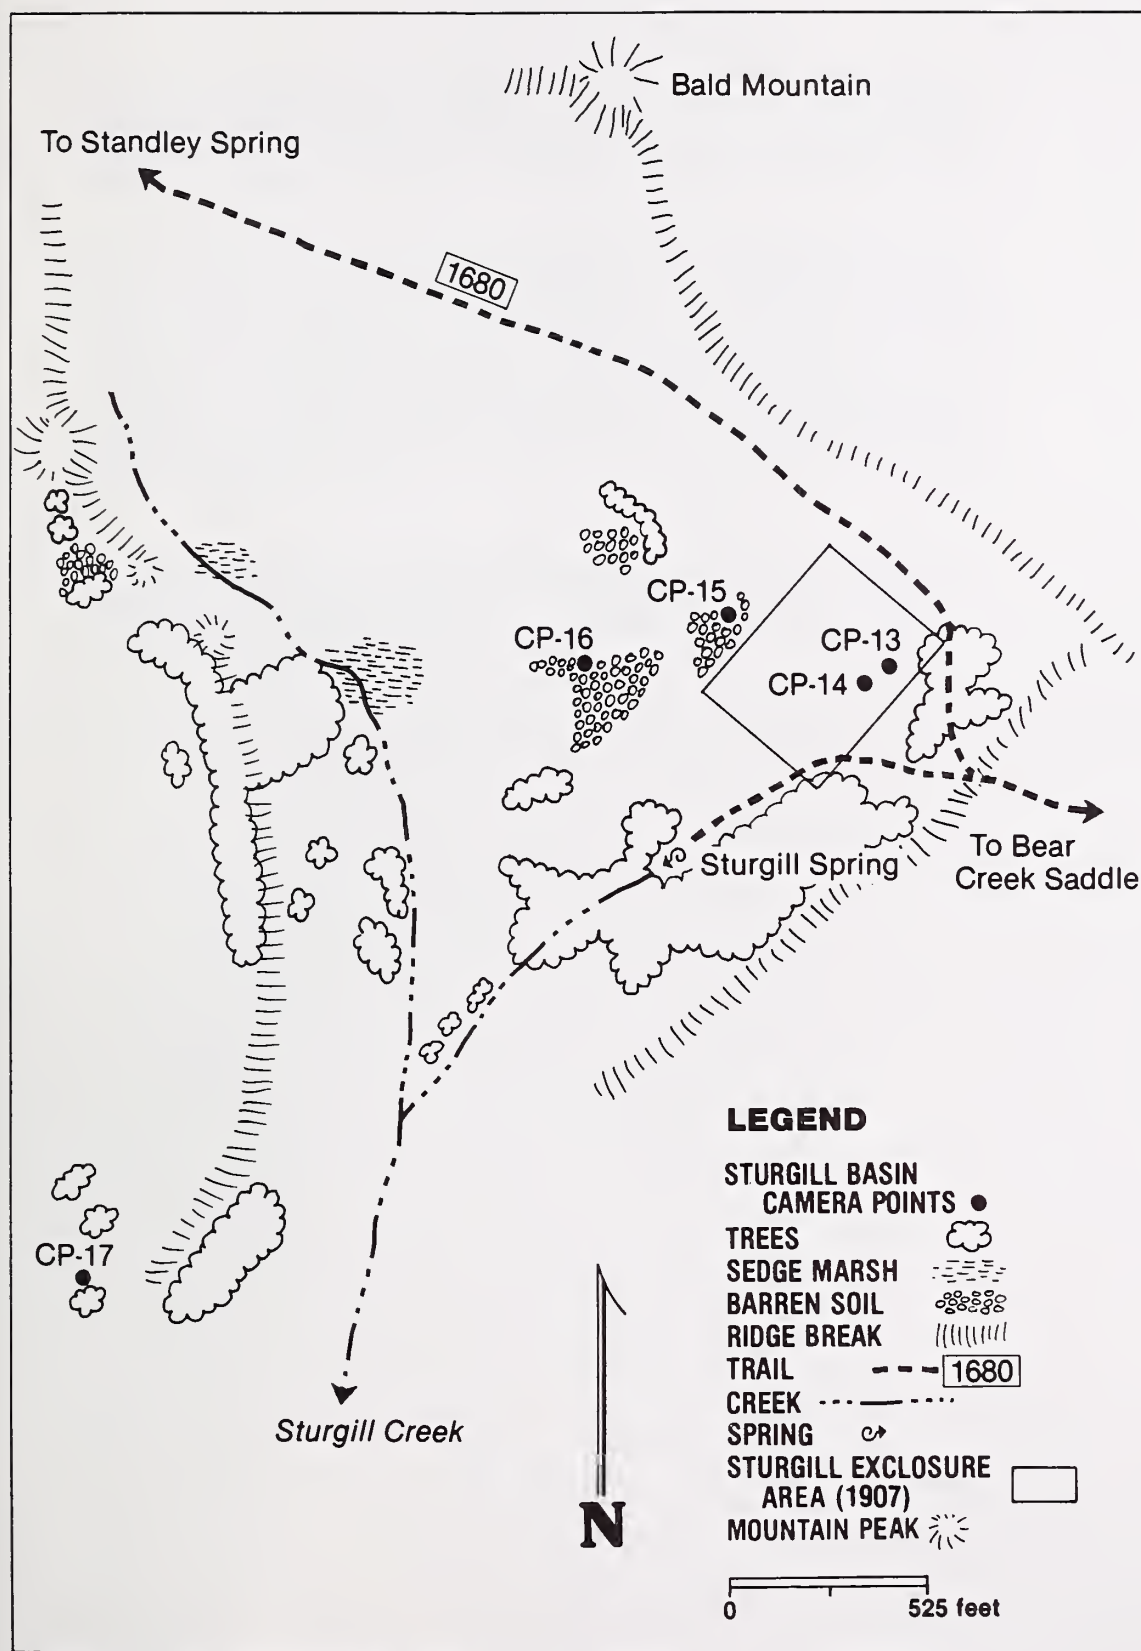 Bald Mountain
To Standley Spring
1680
CP-15
CP-16
CP-13
CP-14
Sturgill Spring
To Bear
Creek Saddle
CP-17
Sturgill Creek
N
LEGEND
STURGILL BASIN
CAMERA POINTS
TREES
SEDGE MARSH
BARREN SOIL
RIDGE BREAK
TRAIL 1680
CREEK
SPRING
STURGILL EXCLOSURE
AREA (1907)
MOUNTAIN PEAK
0 525 feet